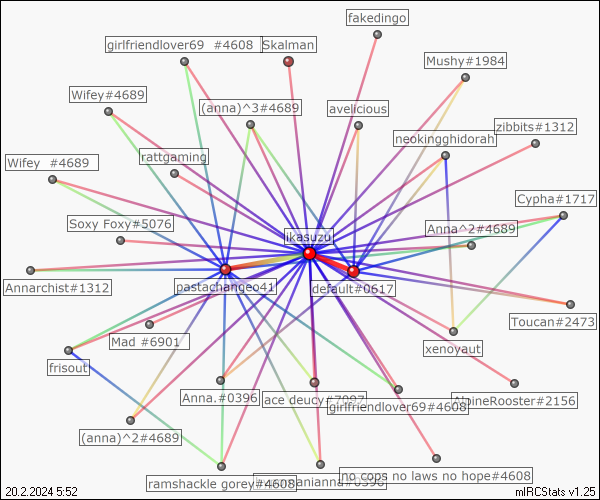 fakedingo
girlfriendlover69 #4608
Skalman
Mushy#1984
Wifey#4689
(anna)^3#4689
avelicious
zibbits#1312
neokingghidorah
rattgaming
Wifey #4689
Cypha#1717
Soxy Foxy#5076
Anna^2#4689
ikasuzu
Annarchist#1312
pastachangeo41
default#0617
Toucan#2473
Mad #6901
xenoyaut
frisout
Anna.#0396
ace deucy#7097
girlfriendlover69#4608
AlpineRooster#2156
(anna)^2#4689
ramshackle gorey#4608
no cops no laws no hope#4608
20.2.2024 5:52
mIRCStats v1.25